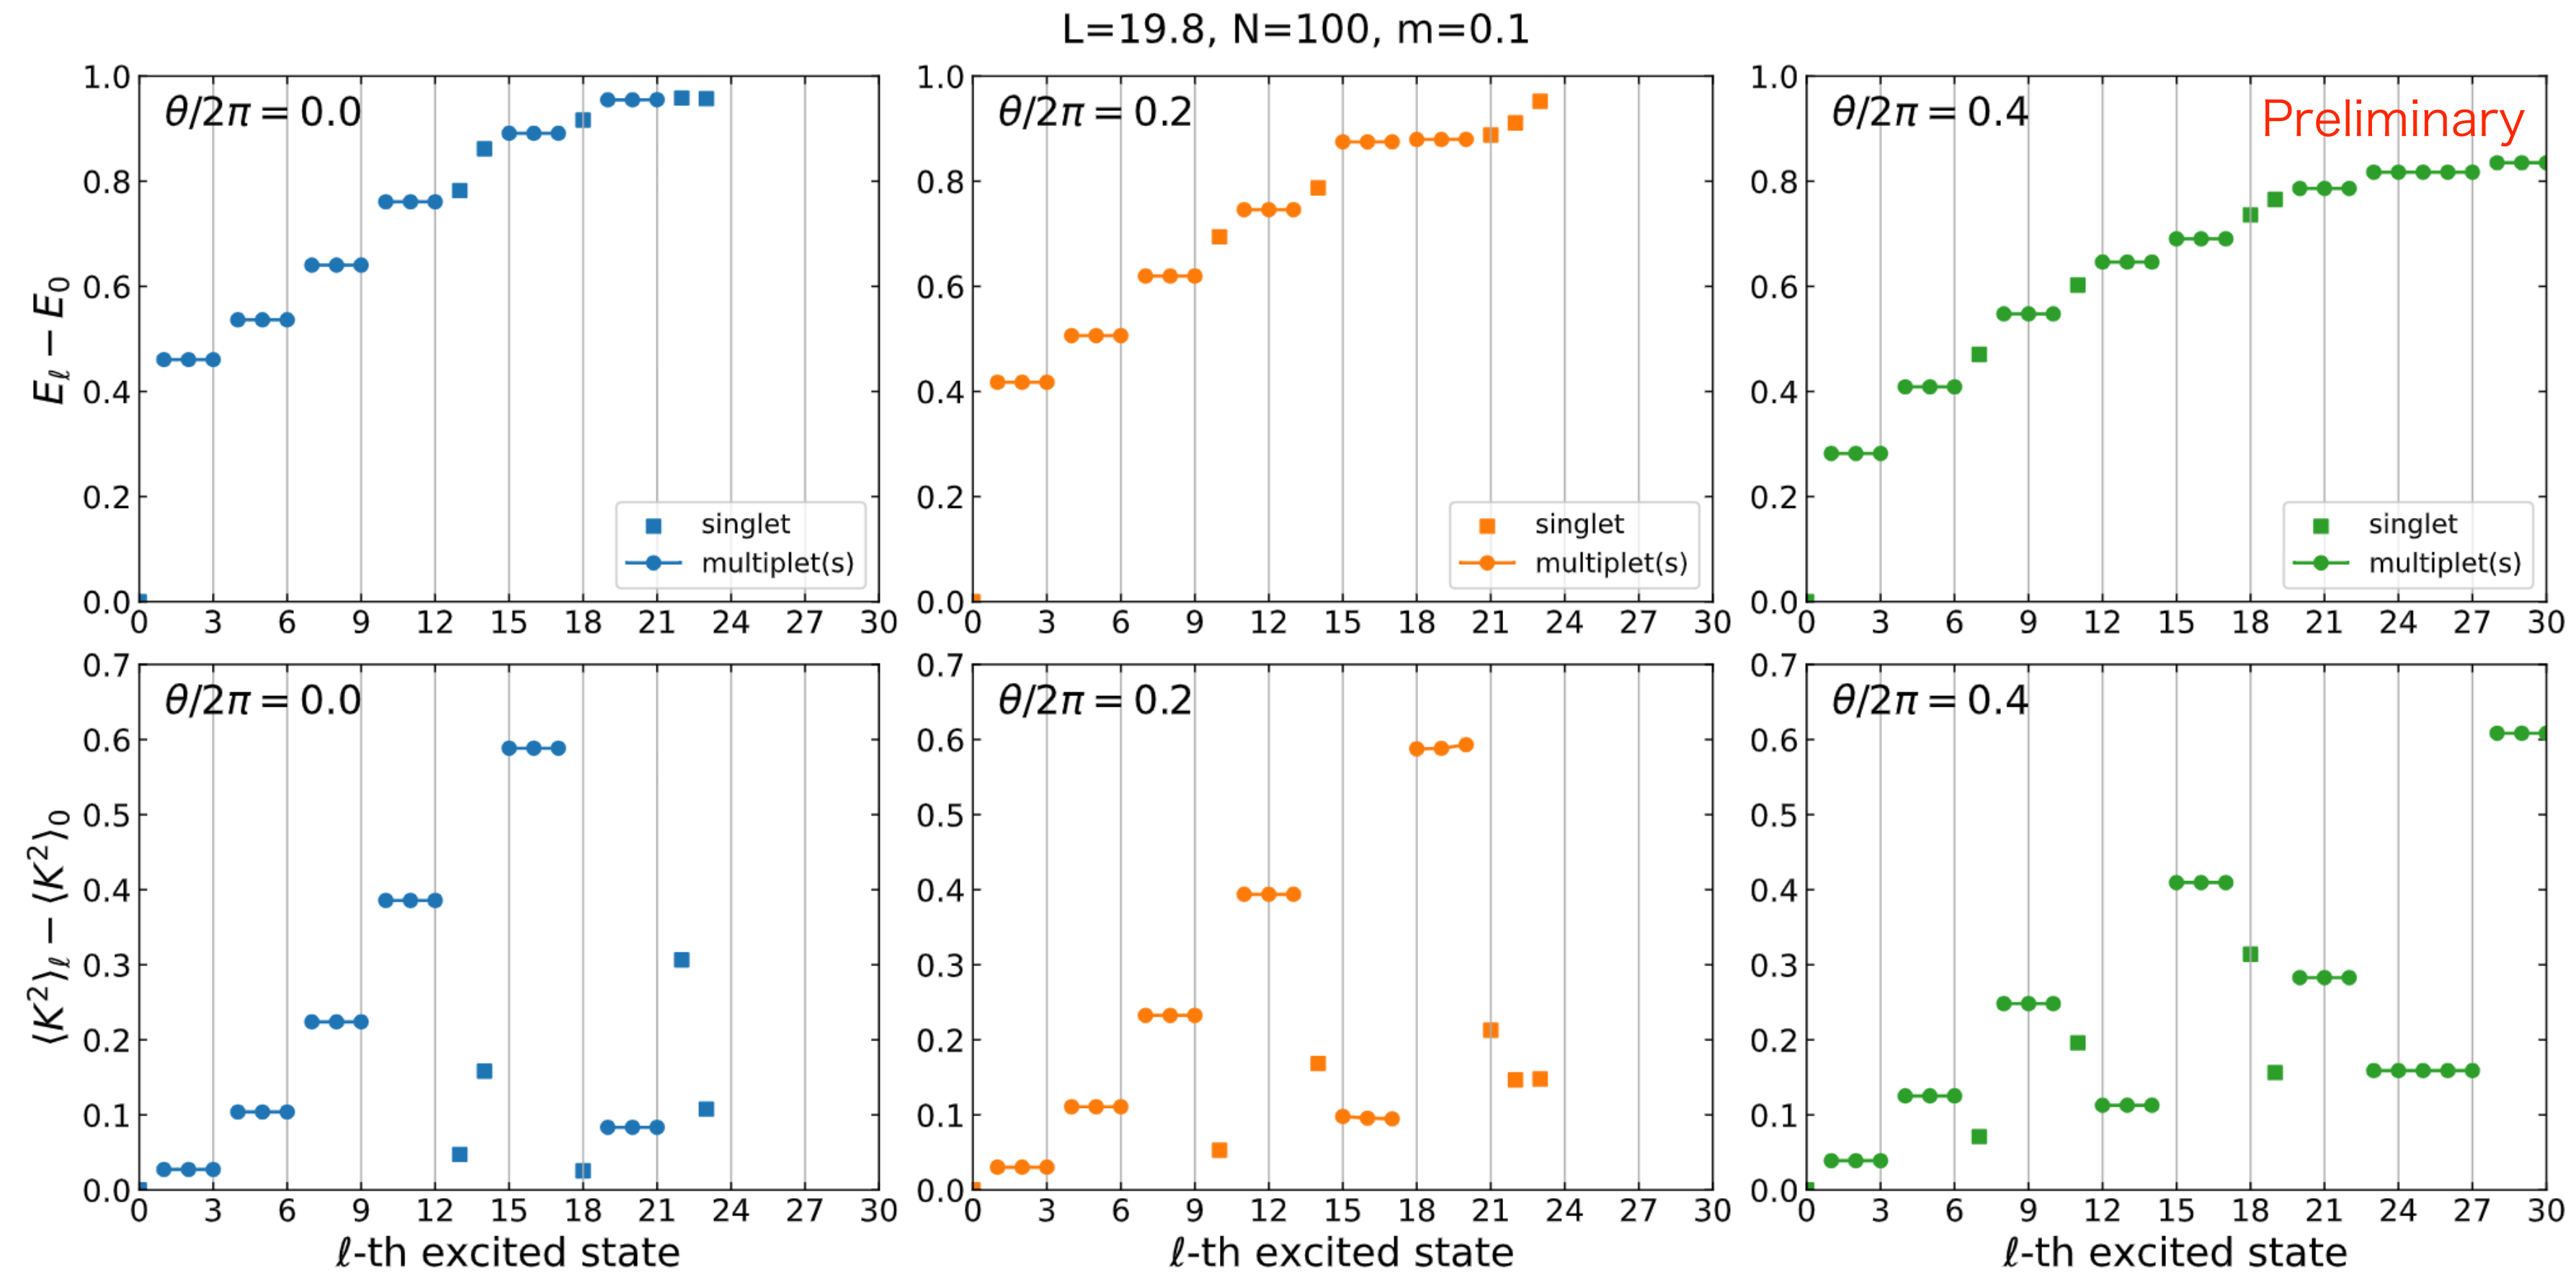 L=19.8, N=100, m=0.1
1.0
0.8
0.6
0.4
0.2
0.0
0 3 6 9 12 15 18 21 24 27 30
E_ℓ − E_0
θ/2π = 0.0
singlet
multiplet(s)
1.0
0.8
0.6
0.4
0.2
0.0
0 3 6 9 12 15 18 21 24 27 30
θ/2π = 0.2
singlet
multiplet(s)
1.0
0.8
0.6
0.4
0.2
0.0
0 3 6 9 12 15 18 21 24 27 30
θ/2π = 0.4
Preliminary
singlet
multiplet(s)
0.7
0.6
0.5
0.4
0.3
0.2
0.1
0.0
0 3 6 9 12 15 18 21 24 27 30
⟨K²⟩_ℓ − ⟨K²⟩_0
θ/2π = 0.0
ℓ-th excited state
0.7
0.6
0.5
0.4
0.3
0.2
0.1
0.0
0 3 6 9 12 15 18 21 24 27 30
θ/2π = 0.2
ℓ-th excited state
0.7
0.6
0.5
0.4
0.3
0.2
0.1
0.0
0 3 6 9 12 15 18 21 24 27 30
θ/2π = 0.4
ℓ-th excited state